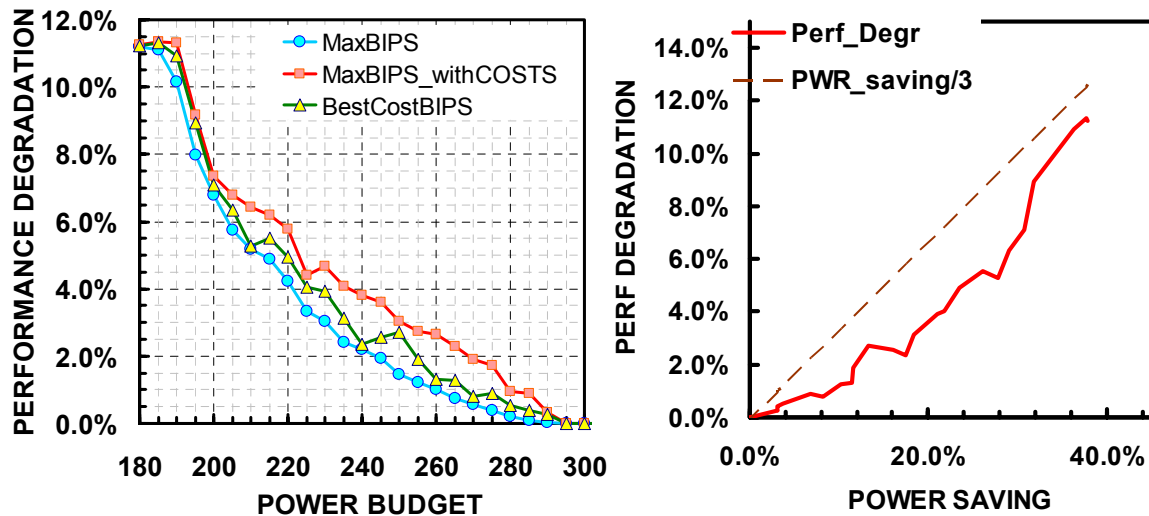 PERFORMANCE DEGRADATION
12.0%
10.0%
8.0%
6.0%
4.0%
2.0%
0.0%
MaxBIPS
MaxBIPS_withCOSTS
BestCostBIPS
180 200 220 240 260 280 300
POWER BUDGET
PERF DEGRADATION
14.0%
12.0%
10.0%
8.0%
6.0%
4.0%
2.0%
0.0%
Perf_Degr
PWR_saving/3
0.0% 20.0% 40.0%
POWER SAVING